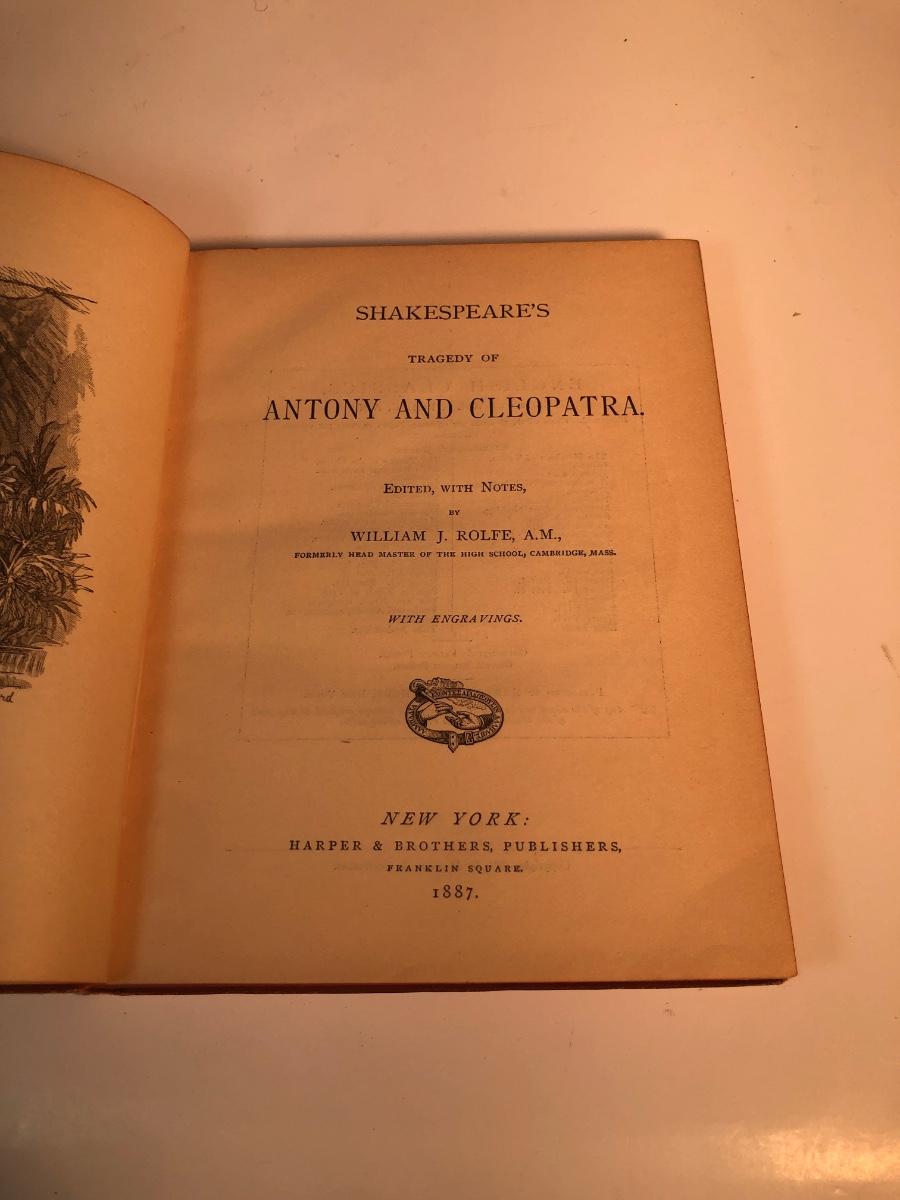 SHAKESPEARE'S
TRAGEDY OF
ANTONY AND CLEOPATRA.
EDITED, WITH NOTES,
BY
WILLIAM J. ROLFE, A.M.,
FORMERLY HEAD MASTER OF THE HIGH SCHOOL, CAMBRIDGE, MASS.
WITH ENGRAVINGS.
NEW YORK:
HARPER & BROTHERS, PUBLISHERS,
FRANKLIN SQUARE.
1887.